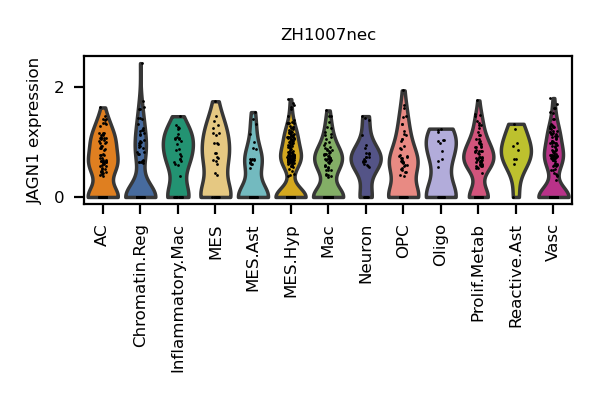 ZH1007nec
JAGN1 expression
2
0
AC
Chromatin.Reg
Inflammatory.Mac
MES
MES.Ast
MES.Hyp
Mac
Neuron
OPC
Oligo
Prolif.Metab
Reactive.Ast
Vasc